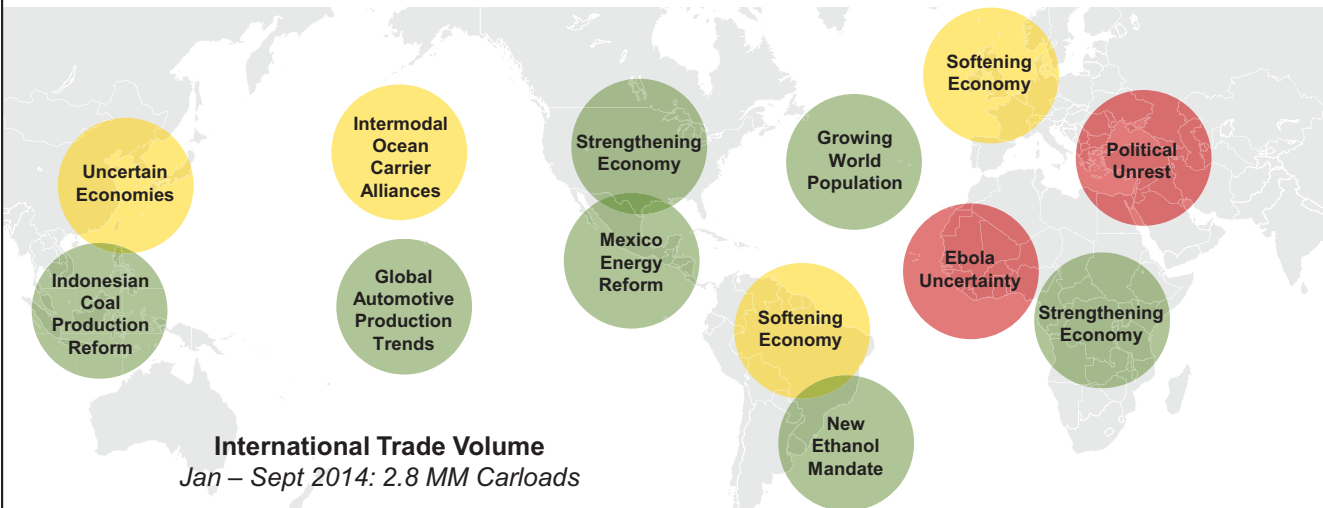 Uncertain
Economies
Indonesian
Coal
Production
Reform
Intermodal
Ocean
Carrier
Alliances
Global
Automotive
Production
Trends
Strengthening
Economy
Mexico
Energy
Reform
Growing
World
Population
Softening
Economy
New
Ethanol
Mandate
Softening
Economy
Political
Unrest
Ebola
Uncertainty
Strengthening
Economy
International Trade Volume
Jan – Sept 2014: 2.8 MM Carloads